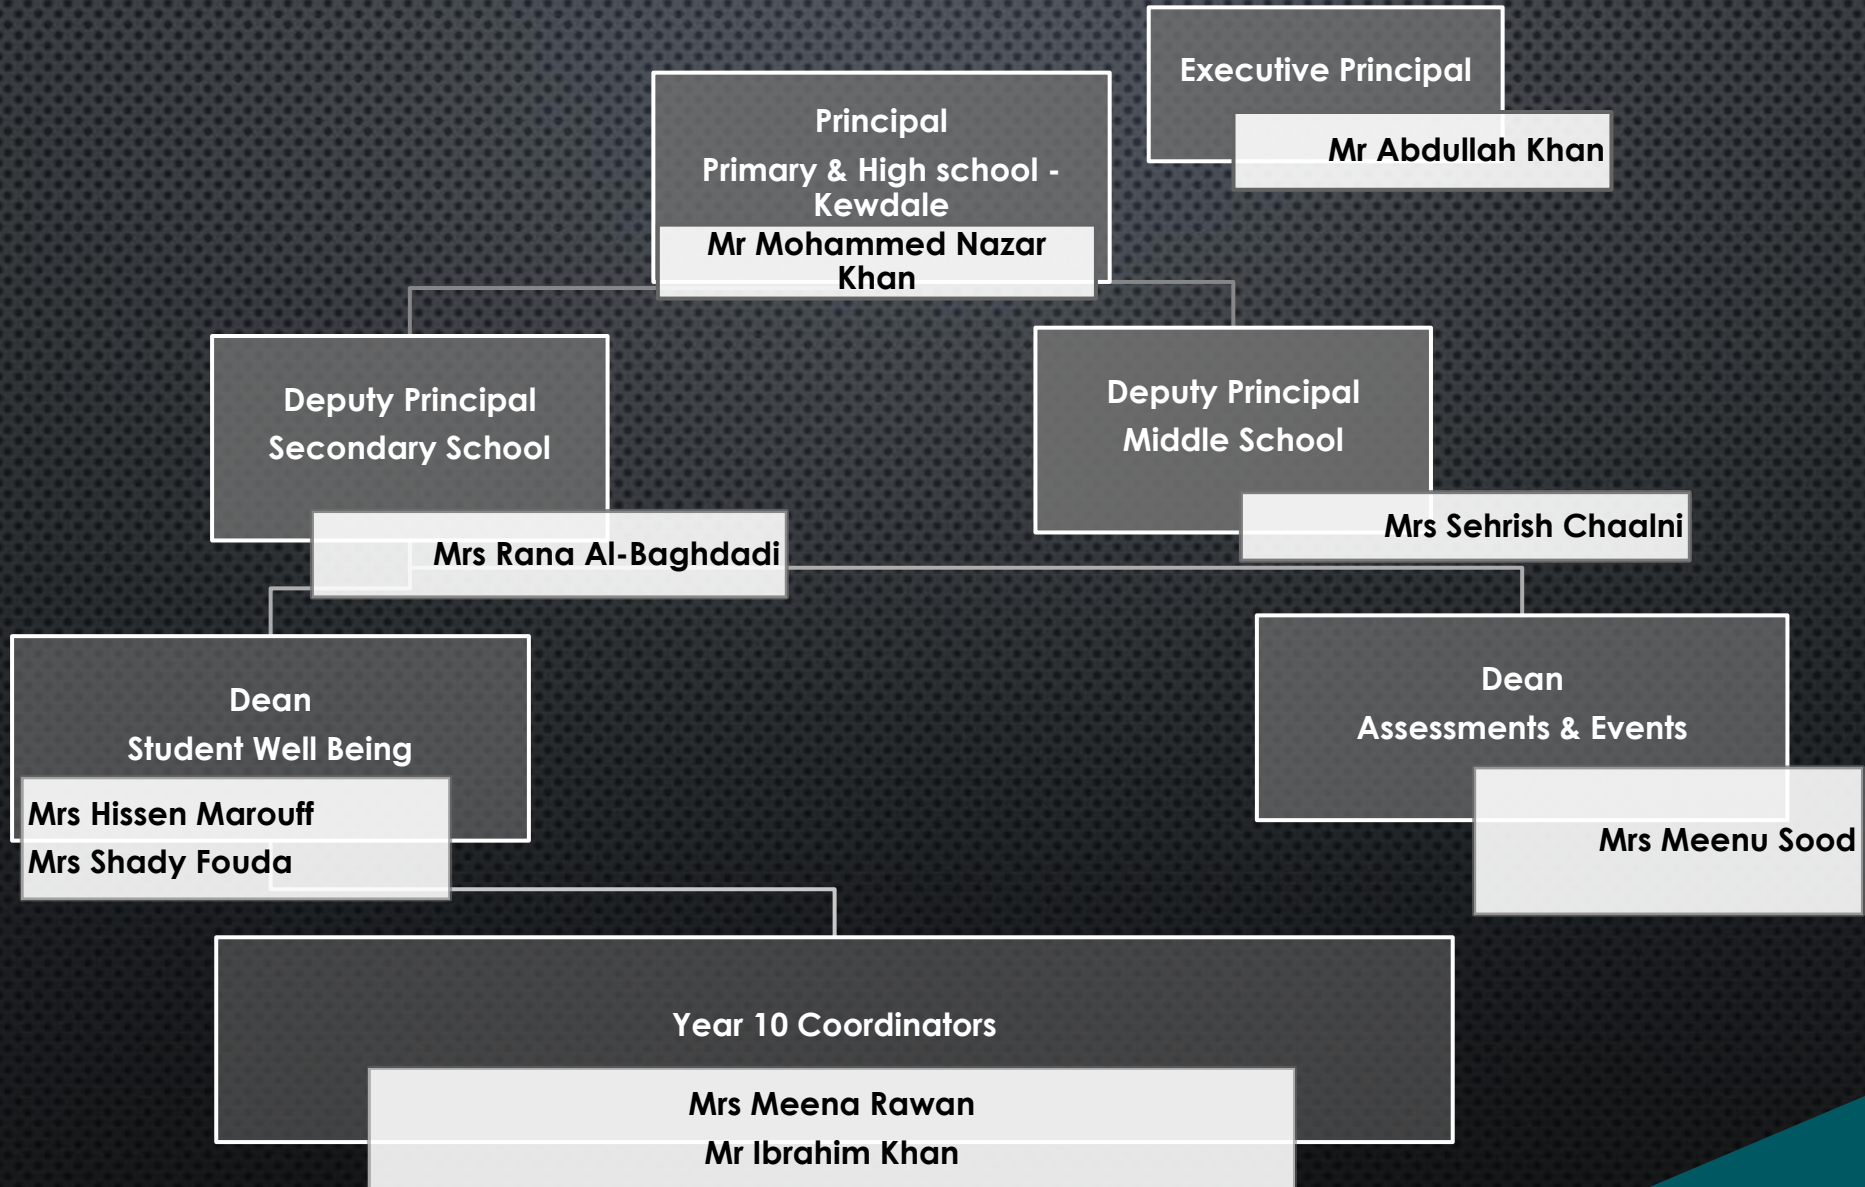 Executive Principal
Mr Abdullah Khan
Principal
Primary & High school -
Kewdale
Mr Mohammed Nazar
Khan
Deputy Principal
Secondary School
Mrs Rana Al-Baghdadi
Deputy Principal
Middle School
Mrs Sehrish Chaalni
Dean
Student Well Being
Mrs Hissen Marouff
Mrs Shady Fouda
Dean
Assessments & Events
Mrs Meenu Sood
Year 10 Coordinators
Mrs Meena Rawan
Mr Ibrahim Khan